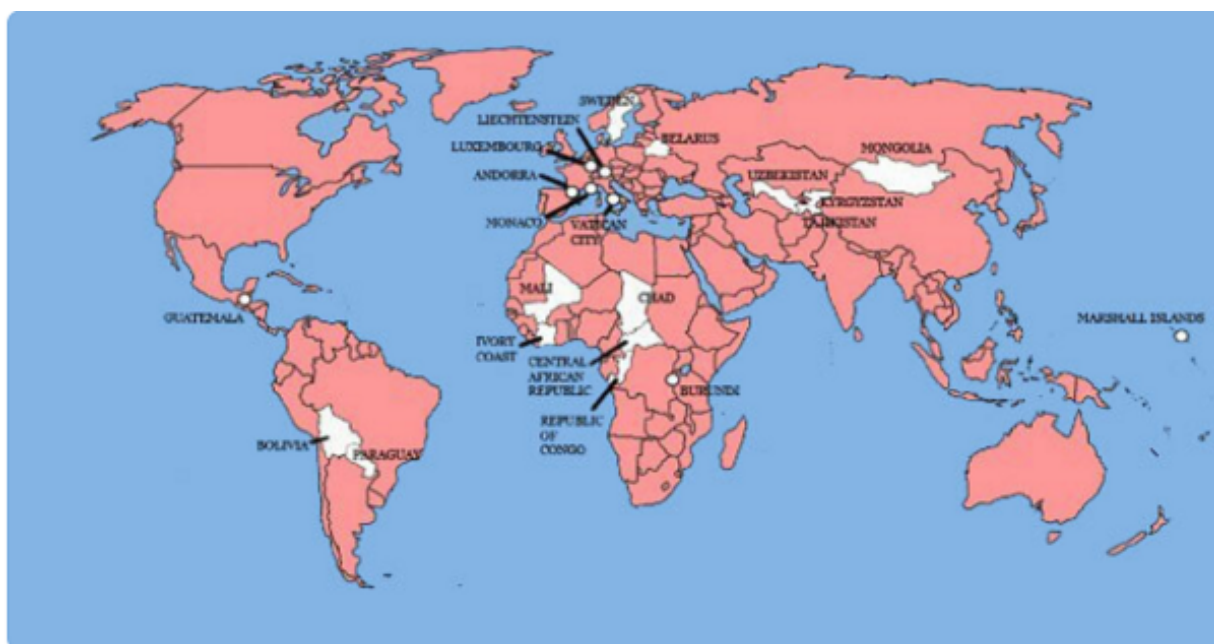 SWEDEN
LIECHTENSTEIN
LUXEMBOURG
BELARUS
MONGOLIA
ANDORRA
UZBEKISTAN
KYRGYZSTAN
MONACO
VATICAN
CITY
TAJIKISTAN
MALI
CHAD
GUATEMALA
MARSHALL ISLANDS
IVORY
COAST
CENTRAL
AFRICAN
REPUBLIC
BURUNDI
REPUBLIC
OF
CONGO
BOLIVIA
PARAGUAY